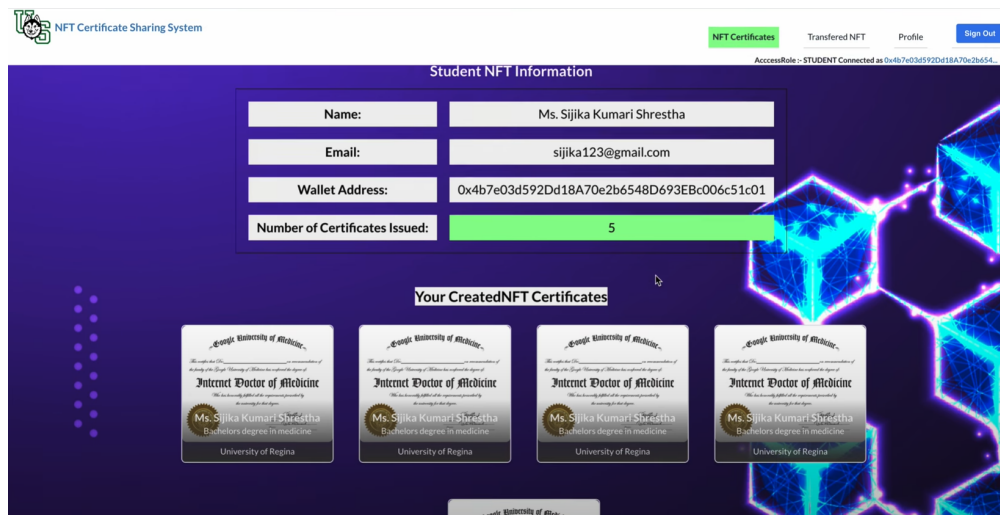 NFT Certificate Sharing System
NFT Certificates
Transfered NFT
Profile
Sign Out
AcccessRole :- STUDENT Connected as 0x4b7e03d592Dd18A70e2b654...
Student NFT Information
Name:
Ms. Sijika Kumari Shrestha
Email:
sijika123@gmail.com
Wallet Address:
0x4b7e03d592Dd18A70e2b6548D693EBc006c51c01
Number of Certificates Issued:
5
Your CreatedNFT Certificates
Google University of Medicine
Internet Doctor of Medicine
Ms. Sijika Kumari Shrestha
Bachelors degree in medicine
University of Regina
Google University of Medicine
Internet Doctor of Medicine
Ms. Sijika Kumari Shrestha
Bachelors degree in medicine
University of Regina
Google University of Medicine
Internet Doctor of Medicine
Ms. Sijika Kumari Shrestha
Bachelors degree in medicine
University of Regina
Google University of Medicine
Internet Doctor of Medicine
Ms. Sijika Kumari Shrestha
Bachelors degree in medicine
University of Regina